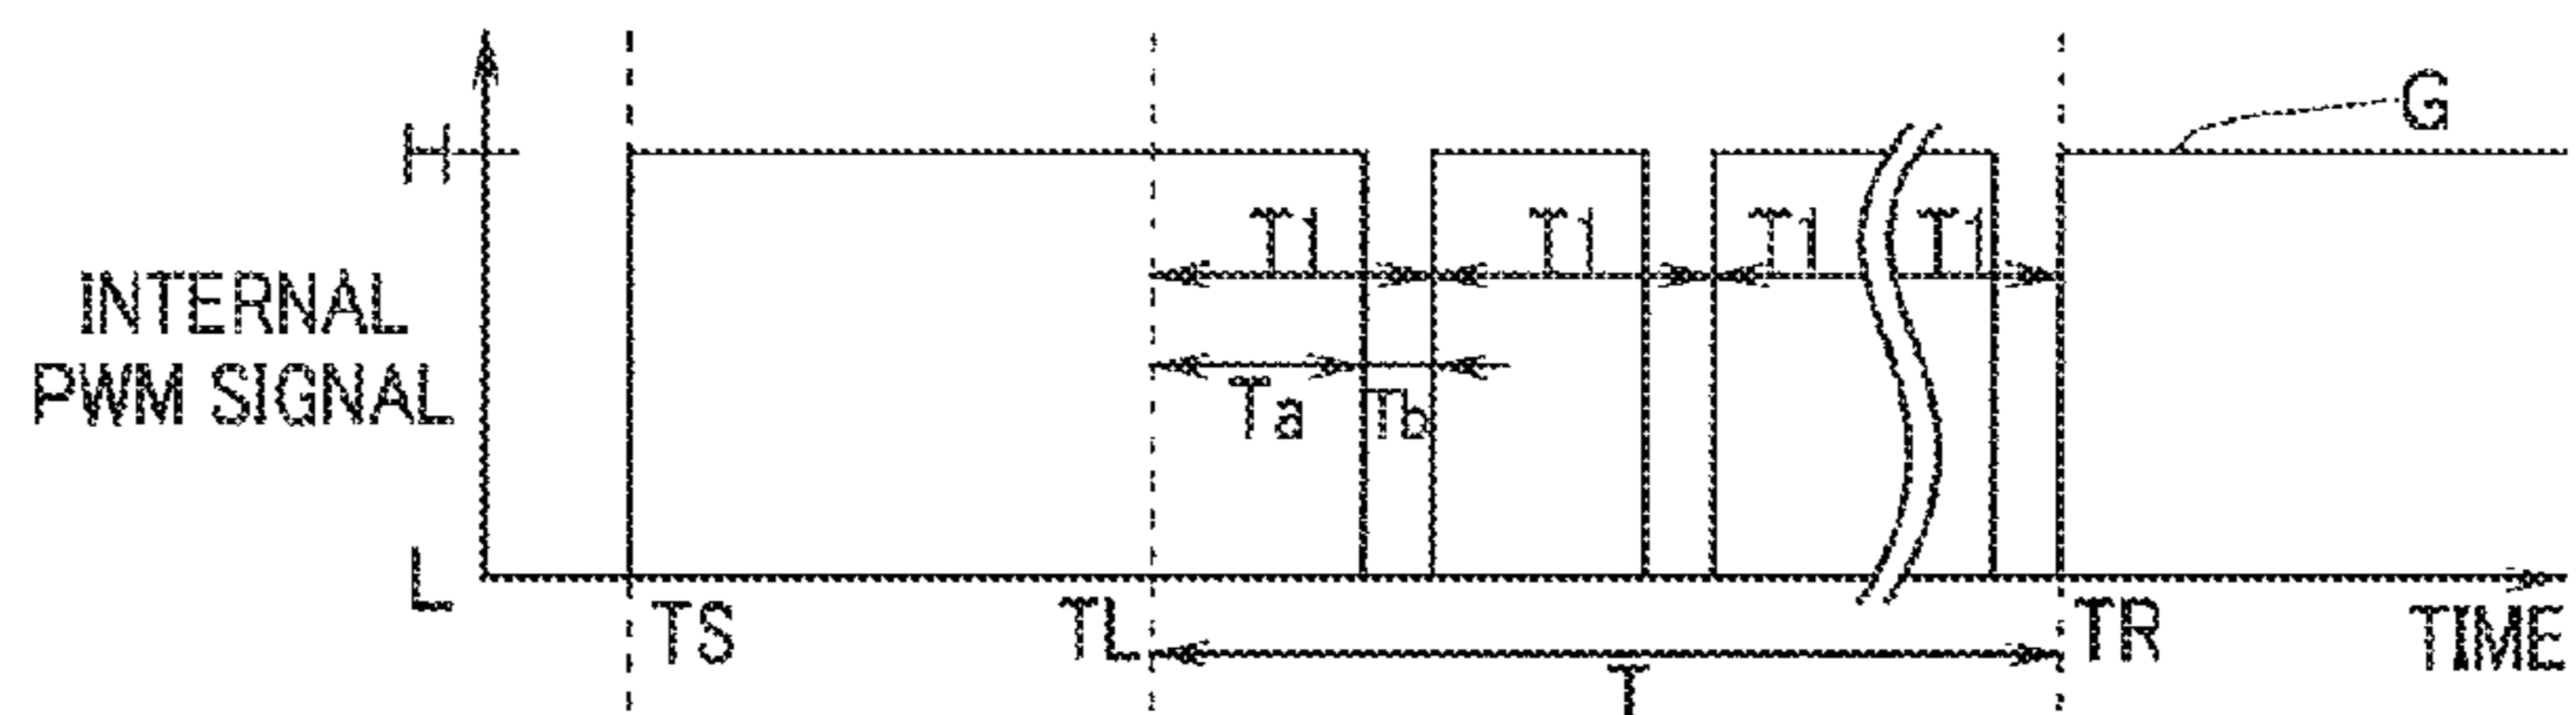 G
H
T1 T1 T1 T1
INTERNAL
PWM SIGNAL
Ta Tb
L
TS TL TR TIME
T